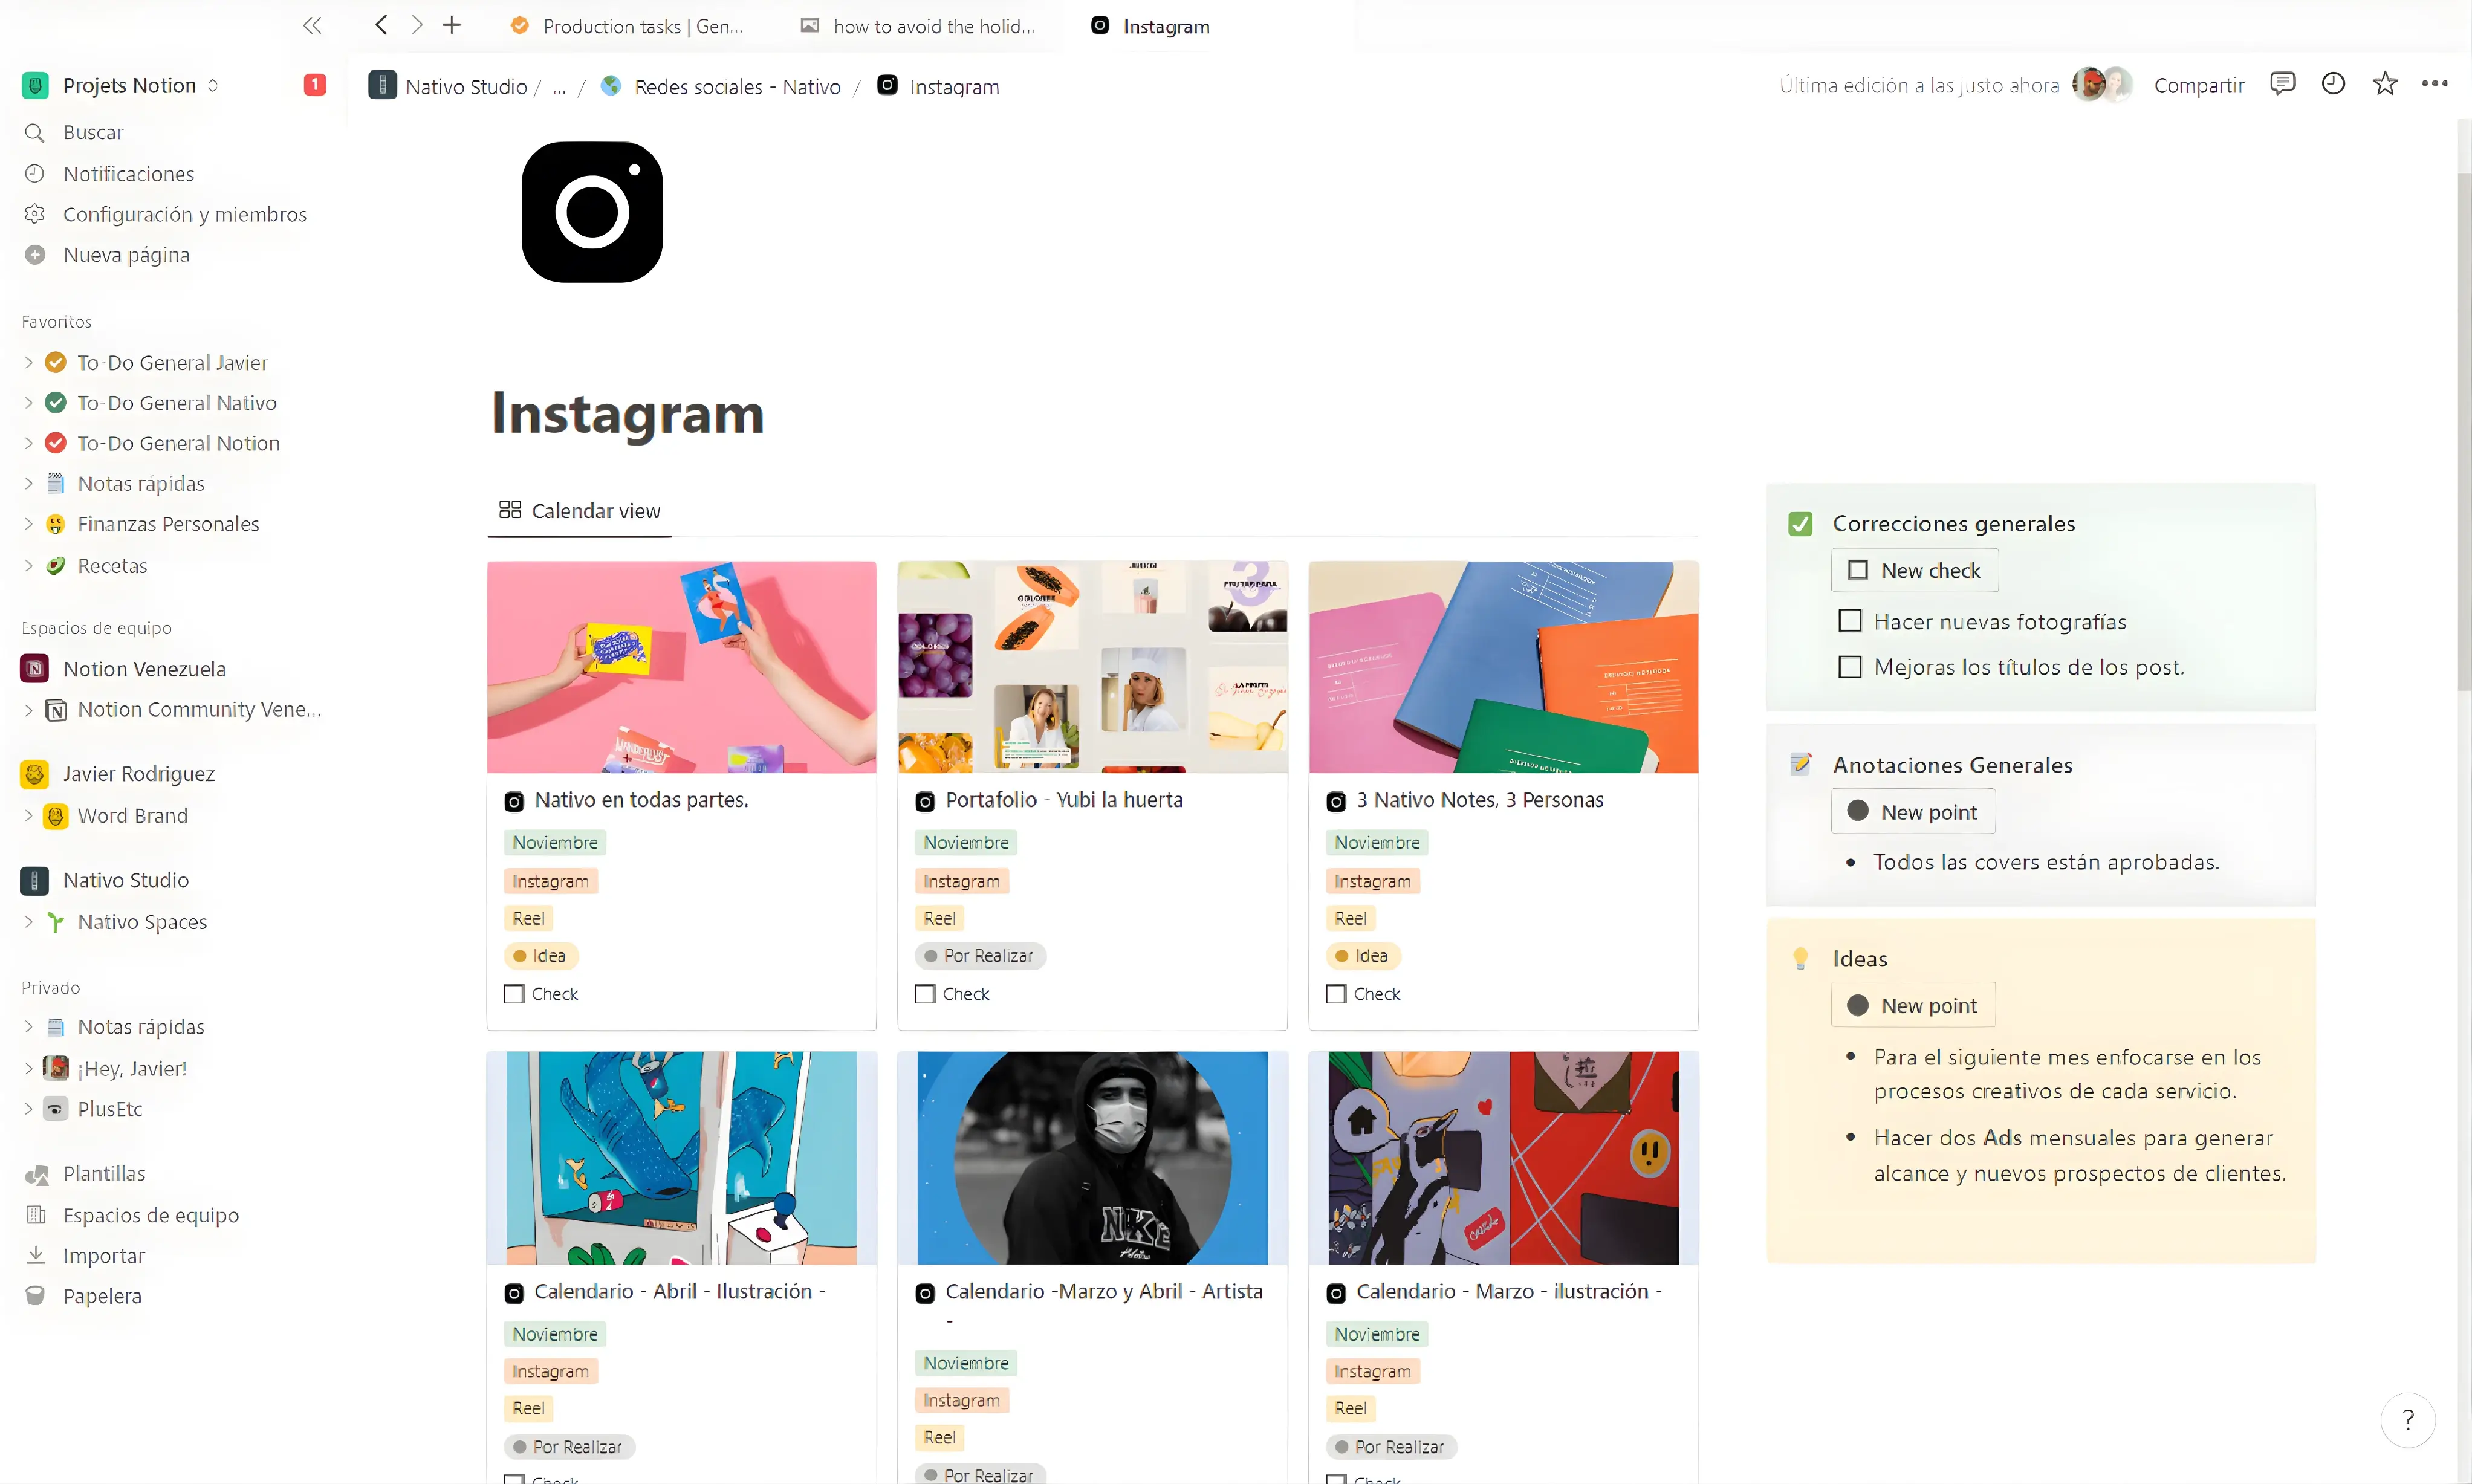 Production tasks | Gen...
how to avoid the holid...
Instagram
Projets Notion
1
Nativo Studio / ... / Redes sociales - Nativo / Instagram
Última edición a las justo ahora
Compartir
Buscar
Notificaciones
Configuración y miembros
Nueva página
Favoritos
To-Do General Javier
To-Do General Nativo
To-Do General Notion
Notas rápidas
Finanzas Personales
Recetas
Espacios de equipo
Notion Venezuela
Notion Community Vene...
Javier Rodriguez
Word Brand
Nativo Studio
Nativo Spaces
Privado
Notas rápidas
¡Hey, Javier!
PlusEtc
Plantillas
Espacios de equipo
Importar
Papelera
Instagram
Calendar view
WANDERLUST
Nativo en todas partes.
Noviembre
Instagram
Reel
Idea
Check
Portafolio - Yubi la huerta
Noviembre
Instagram
Reel
Por Realizar
Check
3 Nativo Notes, 3 Personas
Noviembre
Instagram
Reel
Idea
Check
Calendario - Abril - Ilustración -
Noviembre
Instagram
Reel
Por Realizar
Check
Calendario -Marzo y Abril - Artista
-
Noviembre
Instagram
Reel
Por Realizar
Calendario - Marzo - ilustración -
Noviembre
Instagram
Reel
Por Realizar
Check
Correcciones generales
New check
Hacer nuevas fotografías
Mejoras los títulos de los post.
Anotaciones Generales
New point
Todos las covers están aprobadas.
Ideas
New point
Para el siguiente mes enfocarse en los
procesos creativos de cada servicio.
Hacer dos Ads mensuales para generar
alcance y nuevos prospectos de clientes.
?